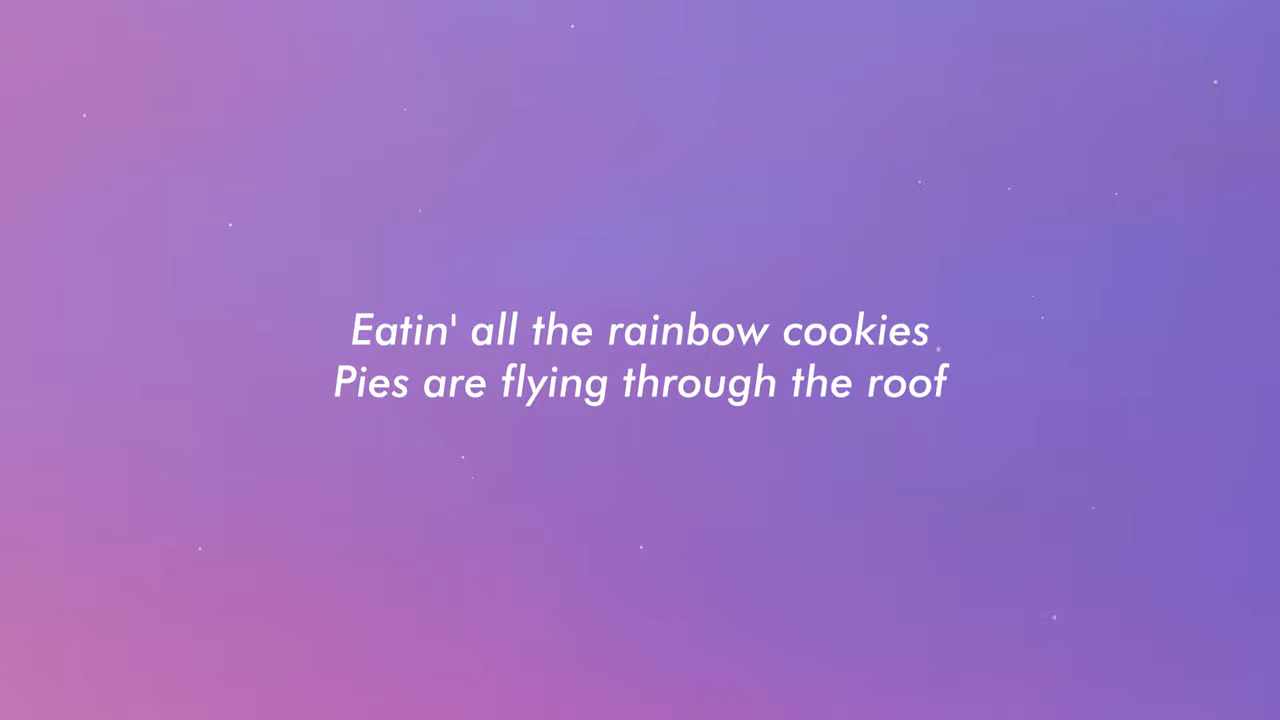 Eatin' all the rainbow cookies
Pies are flying through the roof